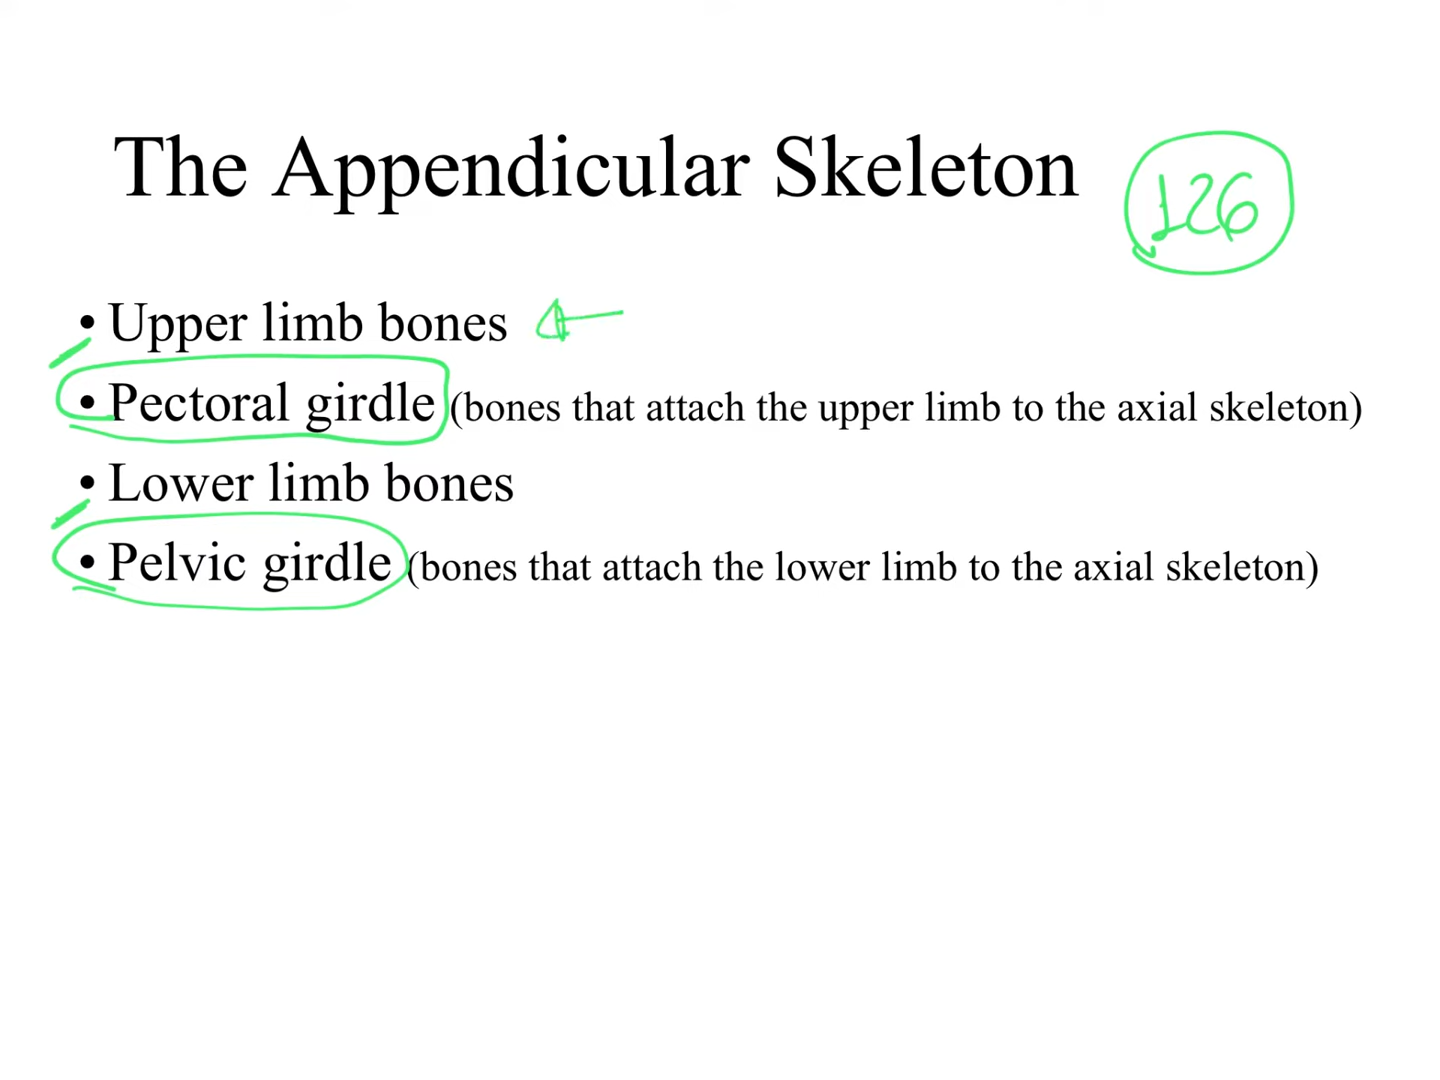 The Appendicular Skeleton 126
• Upper limb bones
• Pectoral girdle (bones that attach the upper limb to the axial skeleton)
• Lower limb bones
• Pelvic girdle (bones that attach the lower limb to the axial skeleton)